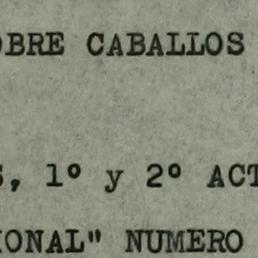 OBRE CABALLOS
S, 1º y 2º ACT
IONAL" NUMERO